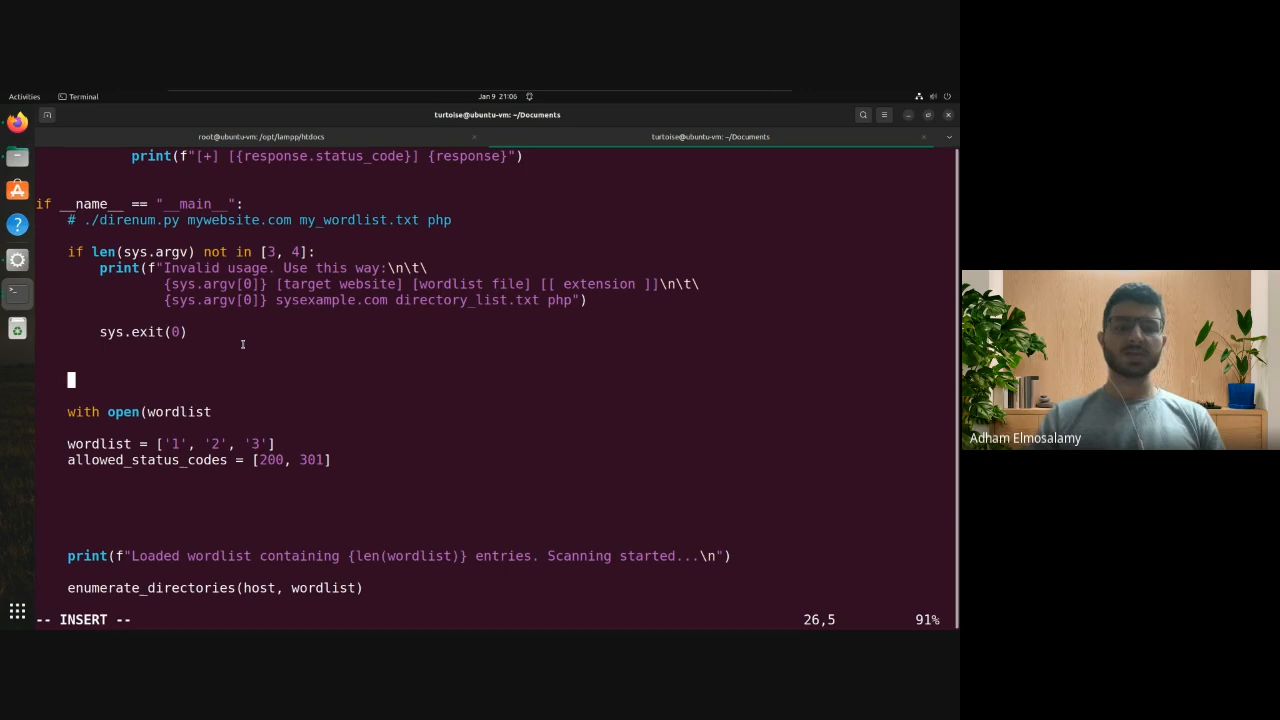 Activities
Terminal
Jan 9 21:06
turtoise@ubuntu-vm: ~/Documents
root@ubuntu-vm: /opt/lampp/htdocs
turtoise@ubuntu-vm: ~/Documents
print(f"[+] [{response.status_code}] {response}")
if __name__ == "__main__":
# ./direnum.py mywebsite.com my_wordlist.txt php
if len(sys.argv) not in [3, 4]:
print(f"Invalid usage. Use this way:\n\t\
{sys.argv[0]} [target website] [wordlist file] [[ extension ]]\n\t\
{sys.argv[0]} sysexample.com directory_list.txt php")
sys.exit(0)
with open(wordlist
wordlist = ['1', '2', '3']
allowed_status_codes = [200, 301]
print(f"Loaded wordlist containing {len(wordlist)} entries. Scanning started...\n")
enumerate_directories(host, wordlist)
-- INSERT --
26,5
91%
Adham Elmosalamy